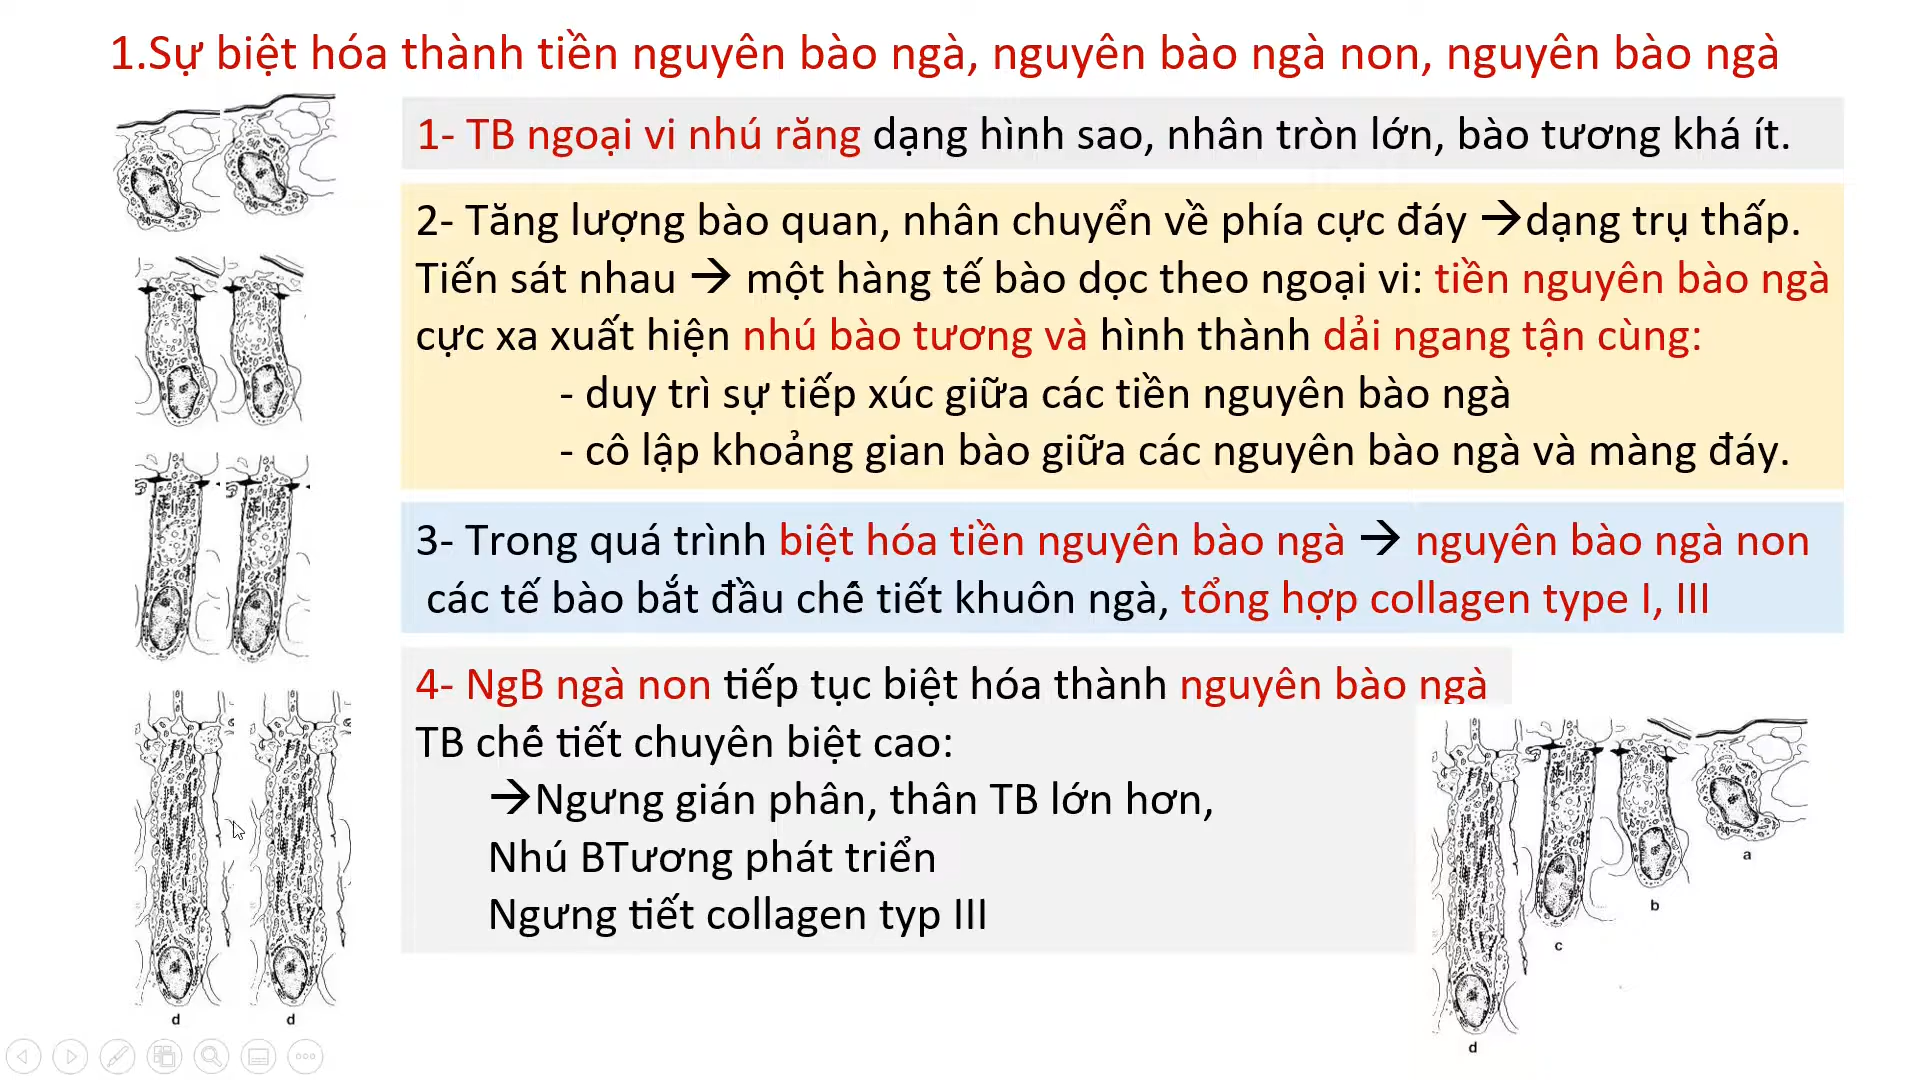 1.Sự biệt hóa thành tiền nguyên bào ngà, nguyên bào ngà non, nguyên bào ngà
1- TB ngoại vi nhú răng dạng hình sao, nhân tròn lớn, bào tương khá ít.
2- Tăng lượng bào quan, nhân chuyển về phía cực đáy →dạng trụ thấp.
Tiến sát nhau → một hàng tế bào dọc theo ngoại vi: tiền nguyên bào ngà
cực xa xuất hiện nhú bào tương và hình thành dải ngang tận cùng:
- duy trì sự tiếp xúc giữa các tiền nguyên bào ngà
- cô lập khoảng gian bào giữa các nguyên bào ngà và màng đáy.
3- Trong quá trình biệt hóa tiền nguyên bào ngà → nguyên bào ngà non
các tế bào bắt đầu chế tiết khuôn ngà, tổng hợp collagen type I, III
4- NgB ngà non tiếp tục biệt hóa thành nguyên bào ngà
TB chế tiết chuyên biệt cao:
→Ngưng gián phân, thân TB lớn hơn,
Nhú BTương phát triển
Ngưng tiết collagen typ III
a
b
c
d
d
d